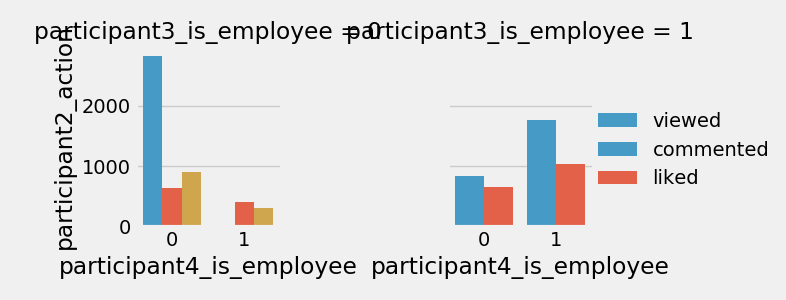 participant3_is_employee = 0
participant3_is_employee = 1
participant2_action
2000
1000
0
0
1
0
1
participant4_is_employee
participant4_is_employee
viewed
commented
liked